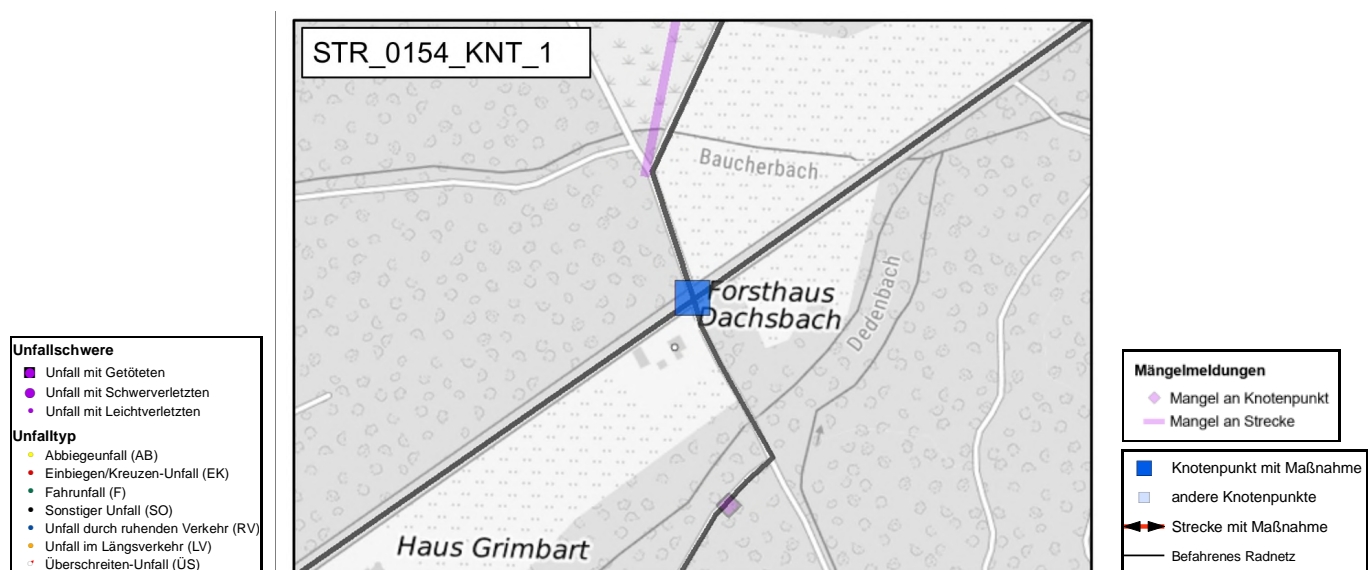 STR_0154_KNT_1
Baucherbach
Forsthaus
Dachsbach
Dedenbach
Haus Grimbart
Unfallschwere
Unfall mit Getöteten
Unfall mit Schwerverletzten
Unfall mit Leichtverletzten
Unfalltyp
Abbiegeunfall (AB)
Einbiegen/Kreuzen-Unfall (EK)
Fahrunfall (F)
Sonstiger Unfall (SO)
Unfall durch ruhenden Verkehr (RV)
Unfall im Längsverkehr (LV)
Überschreiten-Unfall (ÜS)
Mängelmeldungen
Mangel an Knotenpunkt
Mangel an Strecke
Knotenpunkt mit Maßnahme
andere Knotenpunkte
Strecke mit Maßnahme
Befahrenes Radnetz